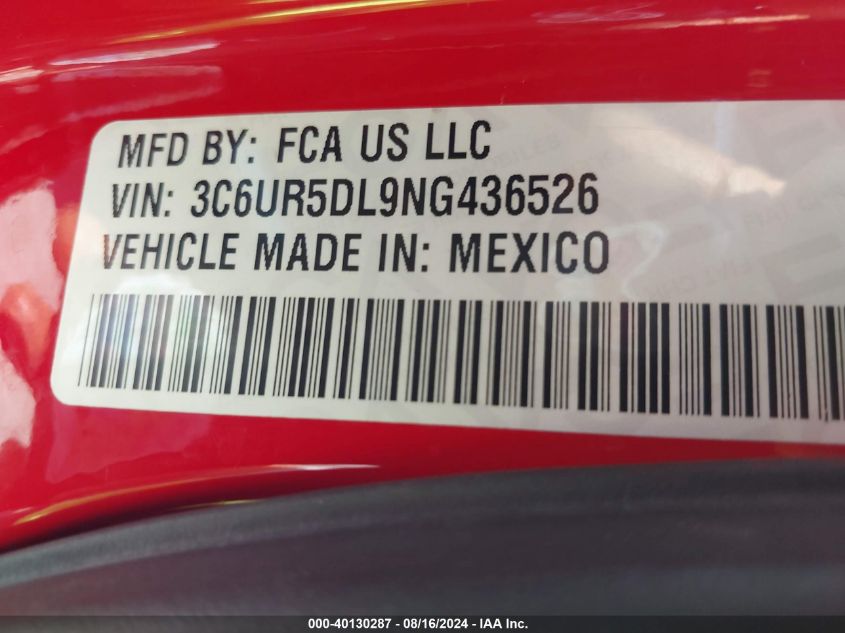 MFD BY: FCA US LLC
VIN: 3C6UR5DL9NG436526
VEHICLE MADE IN: MEXICO
000-40130287 - 08/16/2024 - IAA Inc.